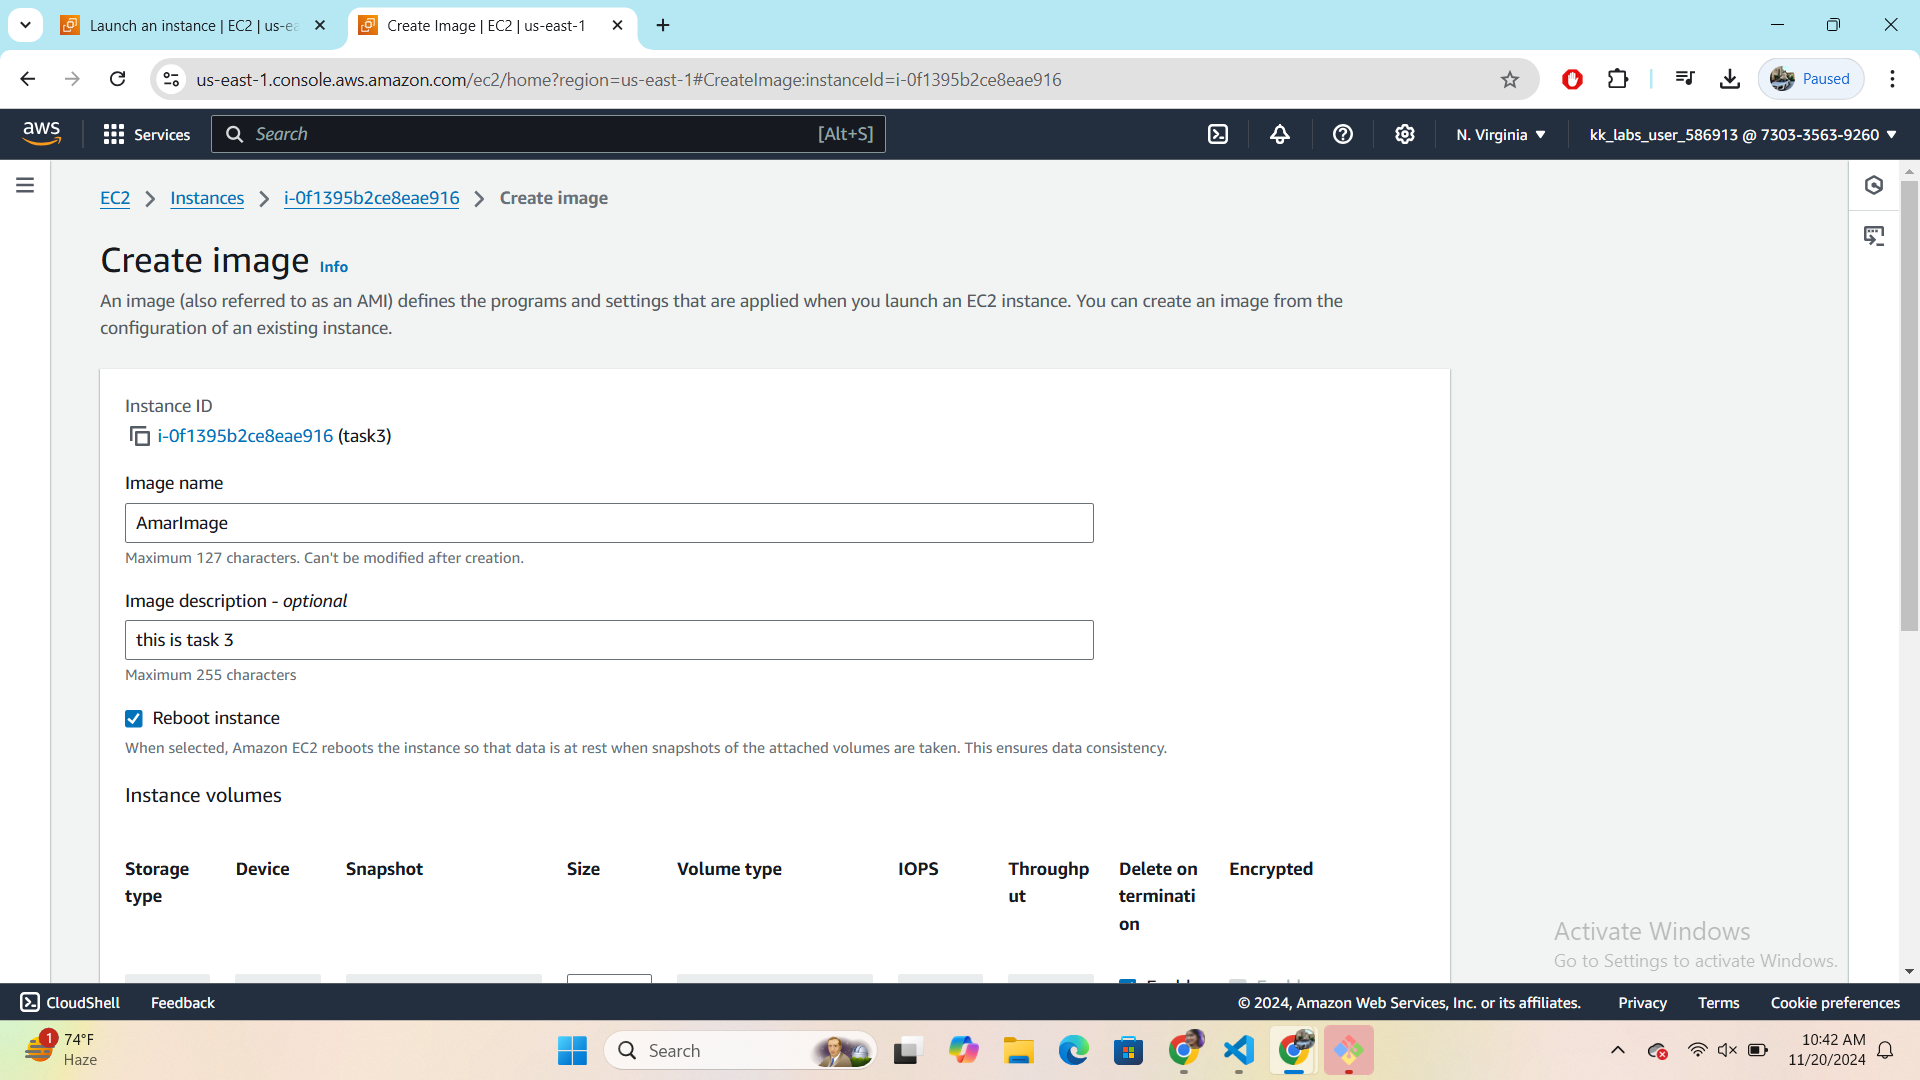 Launch an instance | EC2 | us-ea
Create Image | EC2 | us-east-1
us-east-1.console.aws.amazon.com/ec2/home?region=us-east-1#CreateImage:instanceId=i-0f1395b2ce8eae916
Paused
aws
Services
Search
[Alt+S]
N. Virginia
kk_labs_user_586913 @ 7303-3563-9260
EC2
Instances
i-0f1395b2ce8eae916
Create image
Create image Info
An image (also referred to as an AMI) defines the programs and settings that are applied when you launch an EC2 instance. You can create an image from the
configuration of an existing instance.
Instance ID
i-0f1395b2ce8eae916 (task3)
Image name
AmarImage
Maximum 127 characters. Can't be modified after creation.
Image description - optional
this is task 3
Maximum 255 characters
Reboot instance
When selected, Amazon EC2 reboots the instance so that data is at rest when snapshots of the attached volumes are taken. This ensures data consistency.
Instance volumes
Storage type
Device
Snapshot
Size
Volume type
IOPS
Throughp
ut
Delete on
terminati
on
Encrypted
Activate Windows
Go to Settings to activate Windows.
CloudShell
Feedback
© 2024, Amazon Web Services, Inc. or its affiliates.
Privacy
Terms
Cookie preferences
1
74°F
Haze
Search
10:42 AM
11/20/2024